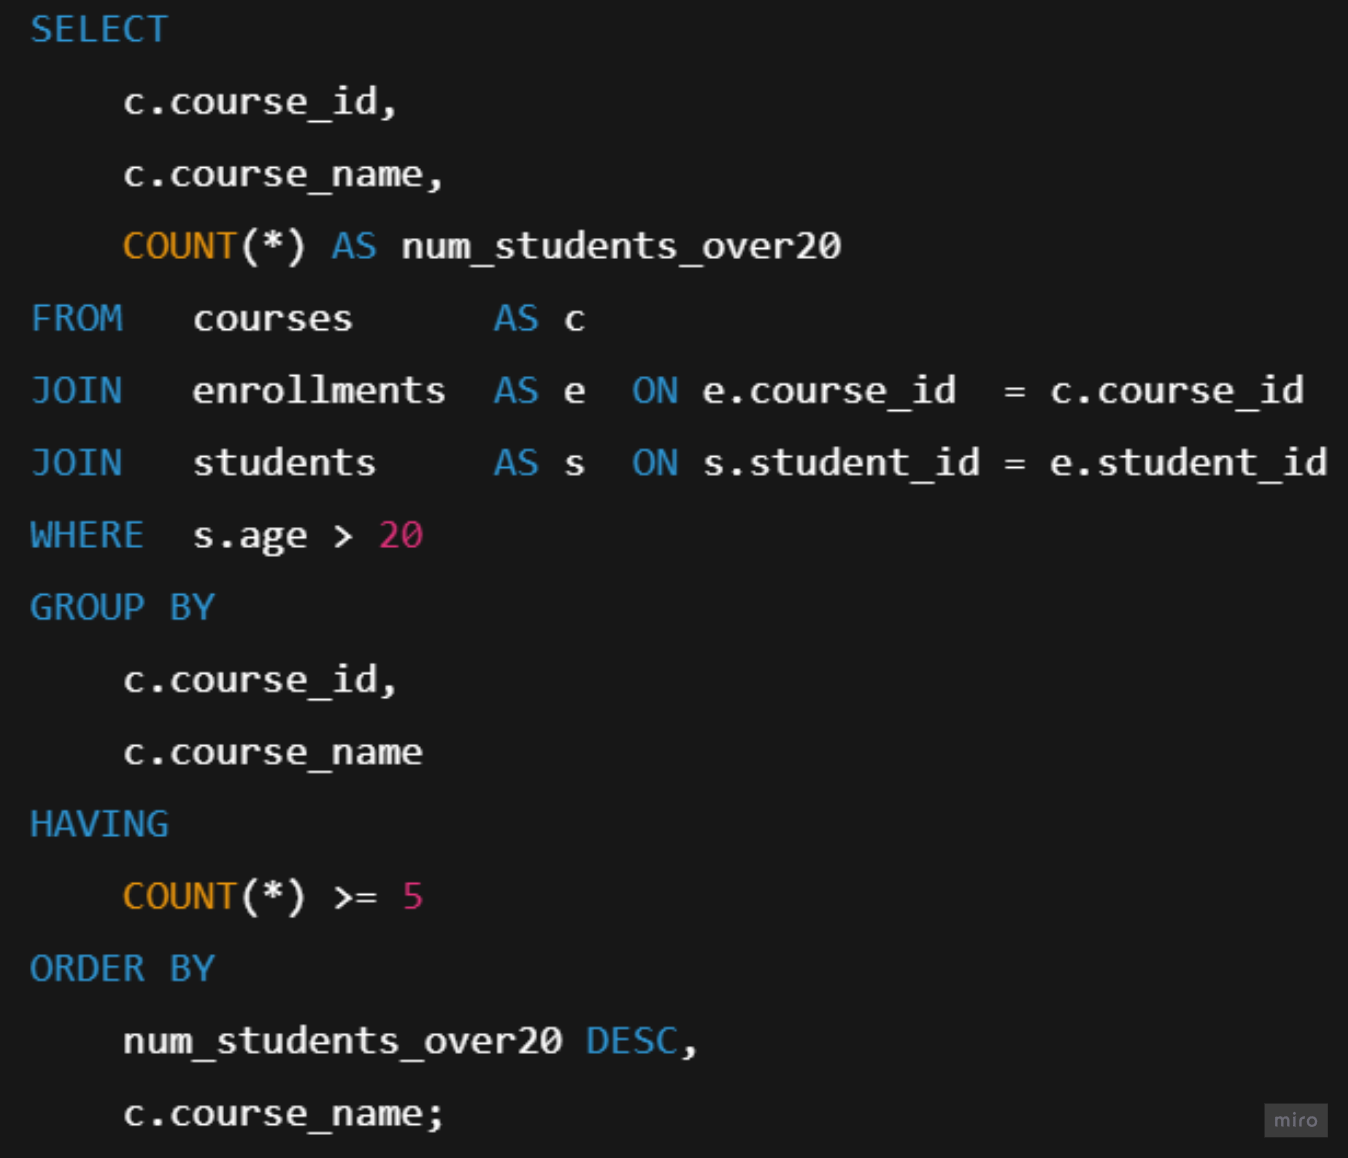 SELECT
    c.course_id,
    c.course_name,
    COUNT(*) AS num_students_over20
FROM   courses      AS c
JOIN   enrollments  AS e  ON e.course_id  = c.course_id
JOIN   students     AS s  ON s.student_id = e.student_id
WHERE  s.age > 20
GROUP BY
    c.course_id,
    c.course_name
HAVING
    COUNT(*) >= 5
ORDER BY
    num_students_over20 DESC,
    c.course_name;
miro